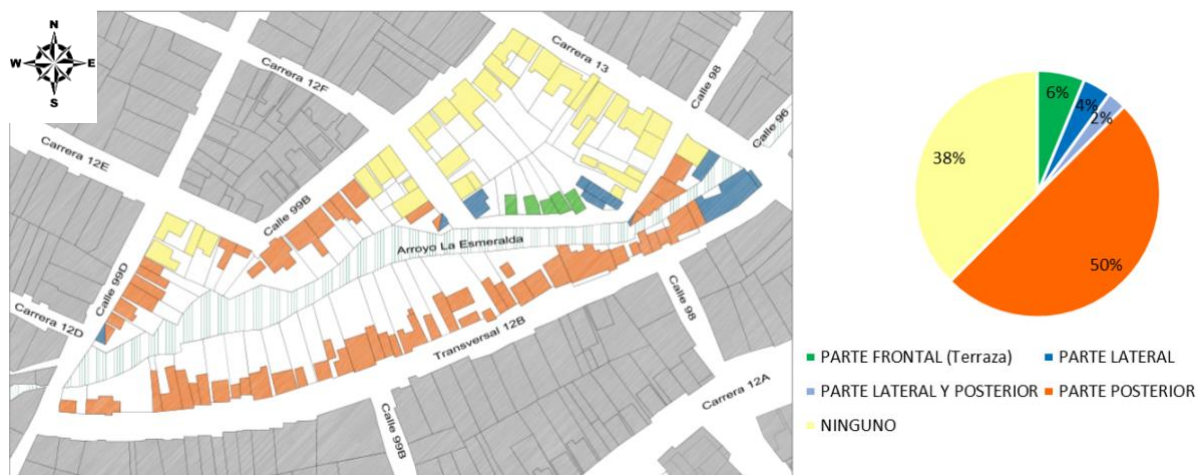 N
W E
S
Carrera 12F
Carrera 13
Calle 98
Calle 96
Carrera 12E
Calle 99B
Arroyo La Esmeralda
Calle 99D
Carrera 12D
Transversal 12B
Calle 98
Carrera 12A
Calle 99B
6%
4%
2%
38%
50%
PARTE FRONTAL (Terraza) PARTE LATERAL
PARTE LATERAL Y POSTERIOR PARTE POSTERIOR
NINGUNO